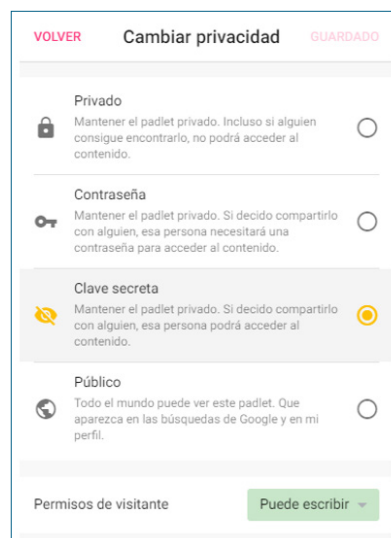 VOLVER Cambiar privacidad GUARDADO
Privado
Mantener el padlet privado. Incluso si alguien
consigue encontrarlo, no podrá acceder al
contenido.
Contraseña
Mantener el padlet privado. Si decido compartirlo
con alguien, esa persona necesitará una
contraseña para acceder al contenido.
Clave secreta
Mantener el padlet privado. Si decido compartirlo
con alguien, esa persona podrá acceder al
contenido.
Público
Todo el mundo puede ver este padlet. Que
aparezca en las búsquedas de Google y en mi
perfil.
Permisos de visitante Puede escribir